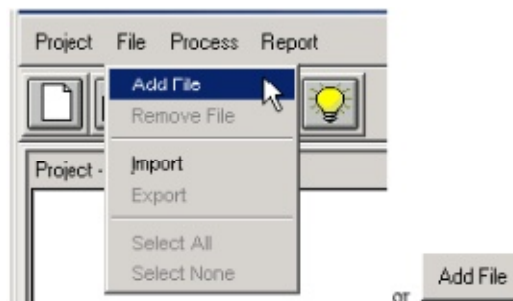 Project File Process Report
Add File
Remove File
Project -
Import
Export
Select All
Select None
or Add File